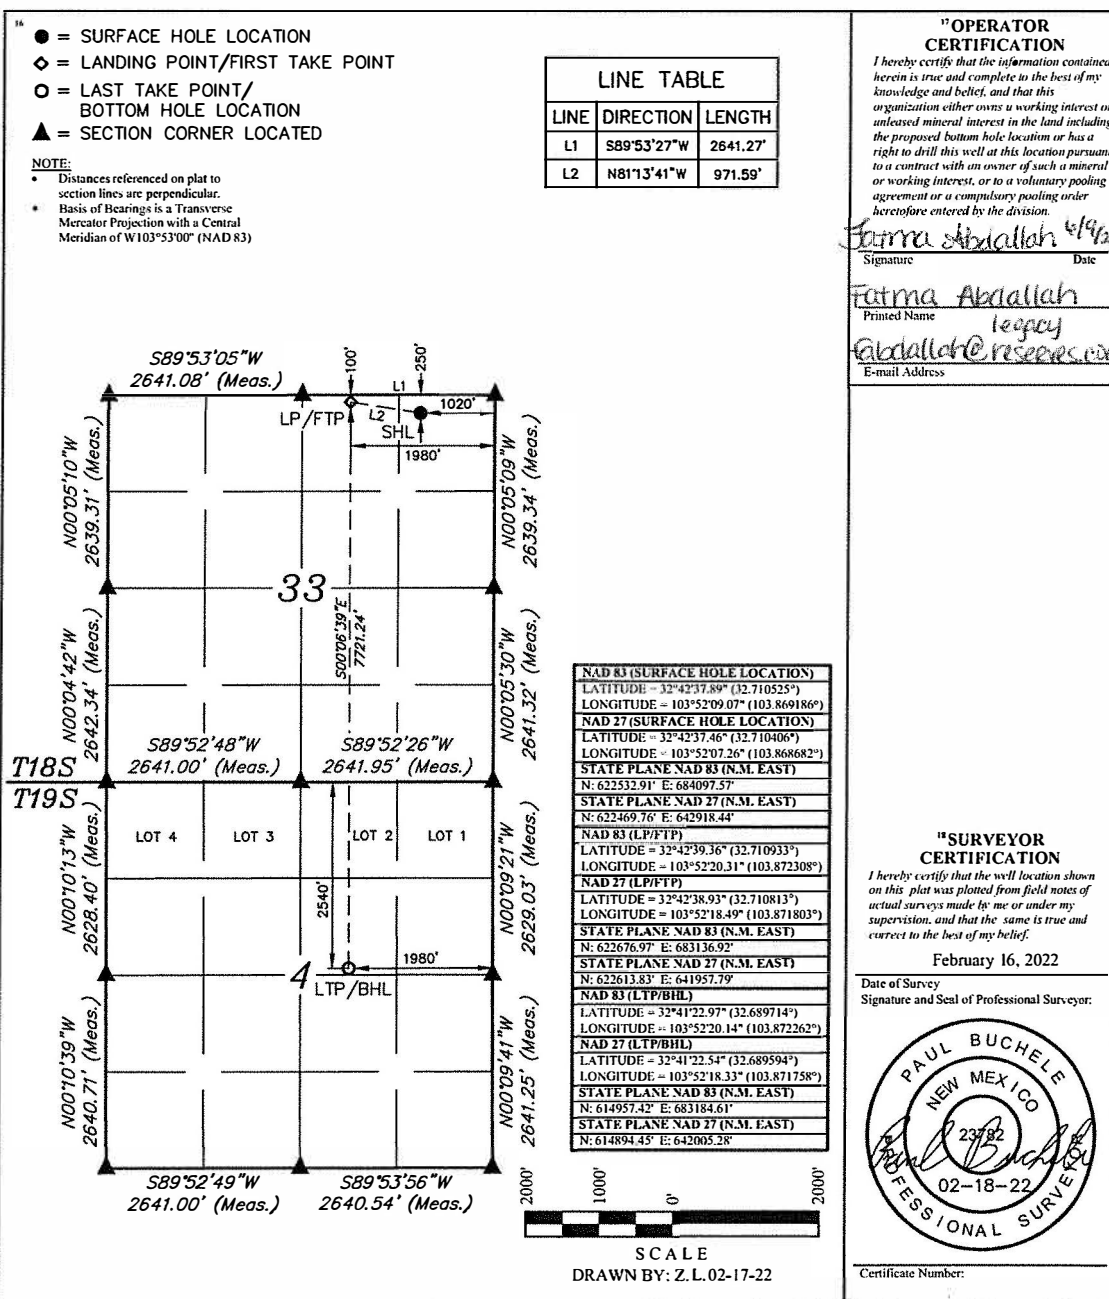 16
● = SURFACE HOLE LOCATION
◇ = LANDING POINT/FIRST TAKE POINT
O = LAST TAKE POINT/
BOTTOM HOLE LOCATION
▲ = SECTION CORNER LOCATED
NOTE:
• Distances referenced on plat to
section lines are perpendicular.
• Basis of Bearings is a Transverse
Mercator Projection with a Central
Meridian of W103°53'00" (NAD 83)
LINE TABLE
LINE DIRECTION LENGTH
L1 S89°53'27"W 2641.27'
L2 N81°13'41"W 971.59'
17 OPERATOR
CERTIFICATION
I hereby certify that the information contained
herein is true and complete to the best of my
knowledge and belief, and that this
organization either owns a working interest or
unleased mineral interest in the land including
the proposed bottom hole location or has a
right to drill this well at this location pursuant
to a contract with an owner of such a mineral
or working interest, or to a voluntary pooling
agreement or a compulsory pooling order
heretofore entered by the division.
Fatma Abdallah
Signature Date
Fatma Abdallah
Printed Name
legacy
fabdallah@reserves.com
E-mail Address
S89°53'05"W
2641.08' (Meas.)
100'
L1
250'
LP/FTP
L2
SHL
1020'
1980'
N00°05'10"W
2639.31' (Meas.)
N00°05'09"W
2639.34' (Meas.)
33
S00°06'39"E
7721.24'
N00°04'42"W
2642.34' (Meas.)
N00°05'30"W
2641.32' (Meas.)
S89°52'48"W
2641.00' (Meas.)
S89°52'26"W
2641.95' (Meas.)
T18S
T19S
LOT 4
LOT 3
LOT 2
LOT 1
N00°10'13"W
2628.40' (Meas.)
N00°09'21"W
2629.03' (Meas.)
2540'
1980'
4
LTP/BHL
N00°10'39"W
2640.71' (Meas.)
N00°09'41"W
2641.25' (Meas.)
S89°52'49"W
2641.00' (Meas.)
S89°53'56"W
2640.54' (Meas.)
NAD 83 (SURFACE HOLE LOCATION)
LATITUDE = 32°42'37.89" (32.710525°)
LONGITUDE = 103°52'09.07" (103.869186°)
NAD 27 (SURFACE HOLE LOCATION)
LATITUDE = 32°42'37.46" (32.710406°)
LONGITUDE = 103°52'07.26" (103.868682°)
STATE PLANE NAD 83 (N.M. EAST)
N: 622532.91' E: 684097.57'
STATE PLANE NAD 27 (N.M. EAST)
N: 622469.76' E: 642918.44'
NAD 83 (LP/FTP)
LATITUDE = 32°42'39.36" (32.710933°)
LONGITUDE = 103°52'20.31" (103.872308°)
NAD 27 (LP/FTP)
LATITUDE = 32°42'38.93" (32.710813°)
LONGITUDE = 103°52'18.49" (103.871803°)
STATE PLANE NAD 83 (N.M. EAST)
N: 622676.97' E: 683136.92'
STATE PLANE NAD 27 (N.M. EAST)
N: 622613.83' E: 641957.79'
NAD 83 (LTP/BHL)
LATITUDE = 32°41'22.97" (32.689714°)
LONGITUDE = 103°52'20.14" (103.872262°)
NAD 27 (LTP/BHL)
LATITUDE = 32°41'22.54" (32.689594°)
LONGITUDE = 103°52'18.33" (103.871758°)
STATE PLANE NAD 83 (N.M. EAST)
N: 614957.42' E: 683184.61'
STATE PLANE NAD 27 (N.M. EAST)
N: 614894.45' E: 642005.28'
2000' 1000' 0' 2000'
SCALE
DRAWN BY: Z.L. 02-17-22
18 SURVEYOR
CERTIFICATION
I hereby certify that the well location shown
on this plat was plotted from field notes of
actual surveys made by me or under my
supervision, and that the same is true and
correct to the best of my belief.
February 16, 2022
Date of Survey
Signature and Seal of Professional Surveyor:
PAUL BUCHELE
NEW MEXICO
23782
Paul Buchele
02-18-22
PROFESSIONAL SURVEYOR
Certificate Number: